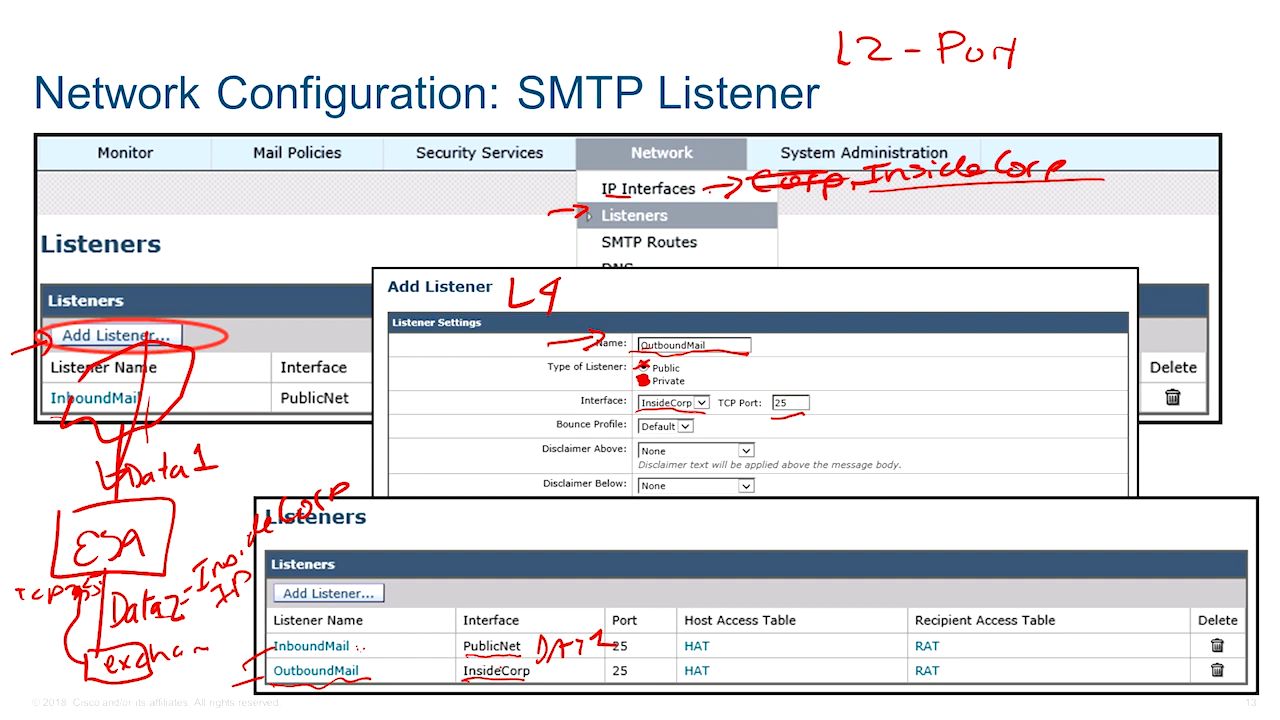 L2 - Port
Network Configuration: SMTP Listener
Monitor Mail Policies Security Services Network System Administration
IP Interfaces Corp. InsideCorp
Listeners
SMTP Routes
DNS
Listeners
Listeners
Add Listener...
Listener Name Interface Delete
InboundMail PublicNet
Add Listener L4
Listener Settings
Name: OutboundMail
Type of Listener: Public
Private
Interface: InsideCorp TCP Port: 25
Bounce Profile: Default
Disclaimer Above: None
Disclaimer text will be applied above the message body.
Disclaimer Below: None
Data1
ESA
Data2 - InsideCorp
IP
exchan
Listeners
Listeners
Add Listener...
Listener Name Interface Port Host Access Table Recipient Access Table Delete
InboundMail PublicNet DATA1 25 HAT RAT
OutboundMail InsideCorp 25 HAT RAT
© 2018 Cisco and/or its affiliates. All rights reserved. 13